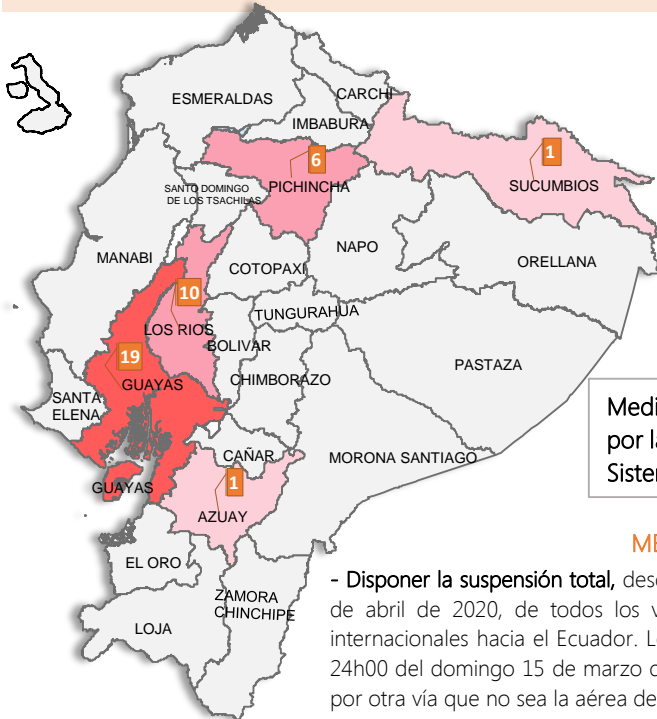 ESMERALDAS
CARCHI
IMBABURA
6
1
PICHINCHA
SUCUMBIOS
SANTO DOMINGO
DE LOS TSACHILAS
NAPO
MANABI
COTOPAXI
ORELLANA
10
TUNGURAHUA
LOS RIOS
BOLIVAR
19
PASTAZA
GUAYAS
CHIMBORAZO
SANTA
ELENA
CAÑAR
MORONA SANTIAGO
GUAYAS
1
AZUAY
EL ORO
ZAMORA
CHINCHIPE
LOJA
por la
- Disponer la suspensión total,
de abril de 2020, de todos los
internacionales hacia el Ecuador.
24h00 del domingo 15 de marzo
por otra vía que no sea la aérea